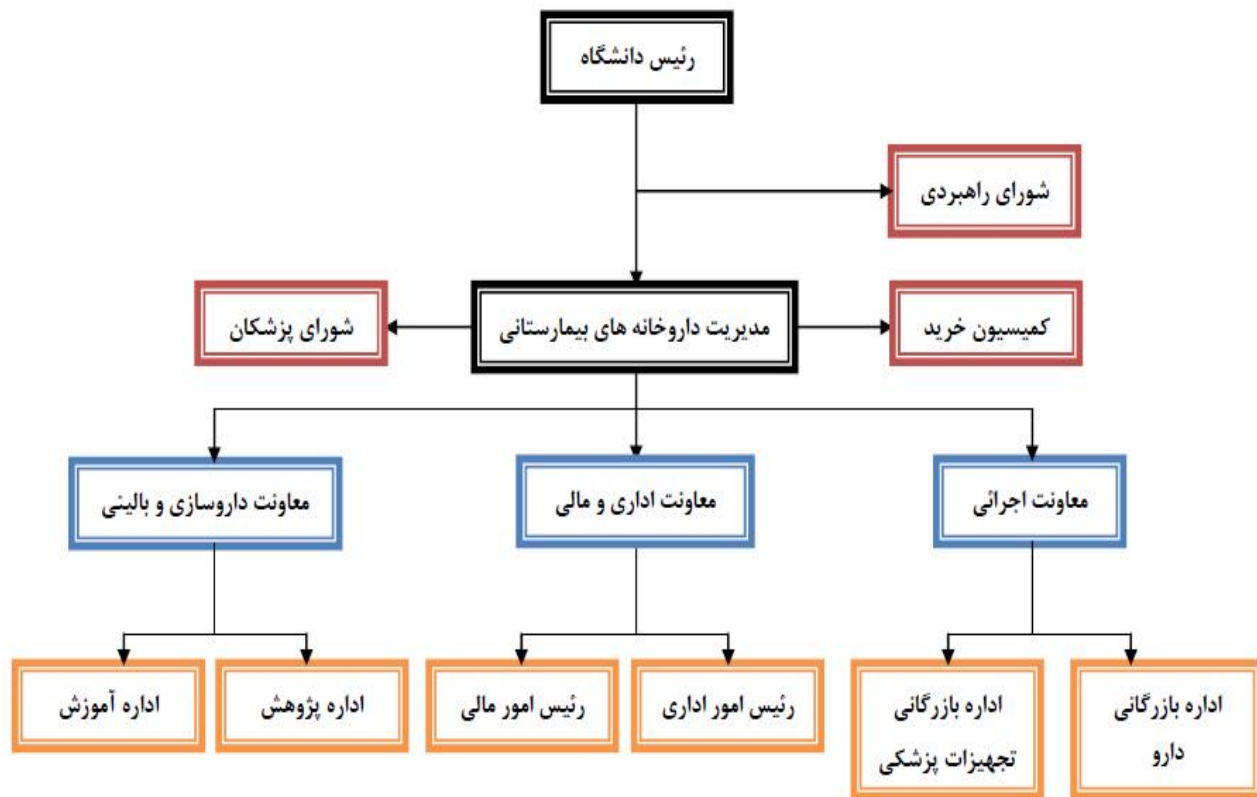 رئیس دانشگاه
شورای راهبردی
کمیسیون خرید
مدیریت داروخانه های بیمارستانی
شورای پزشکان
معاونت اجرائی
معاونت اداری و مالی
معاونت داروسازی و بالینی
اداره بازرگانی
دارو
اداره بازرگانی
تجهیزات پزشکی
رئیس امور اداری
رئیس امور مالی
اداره پژوهش
اداره آموزش